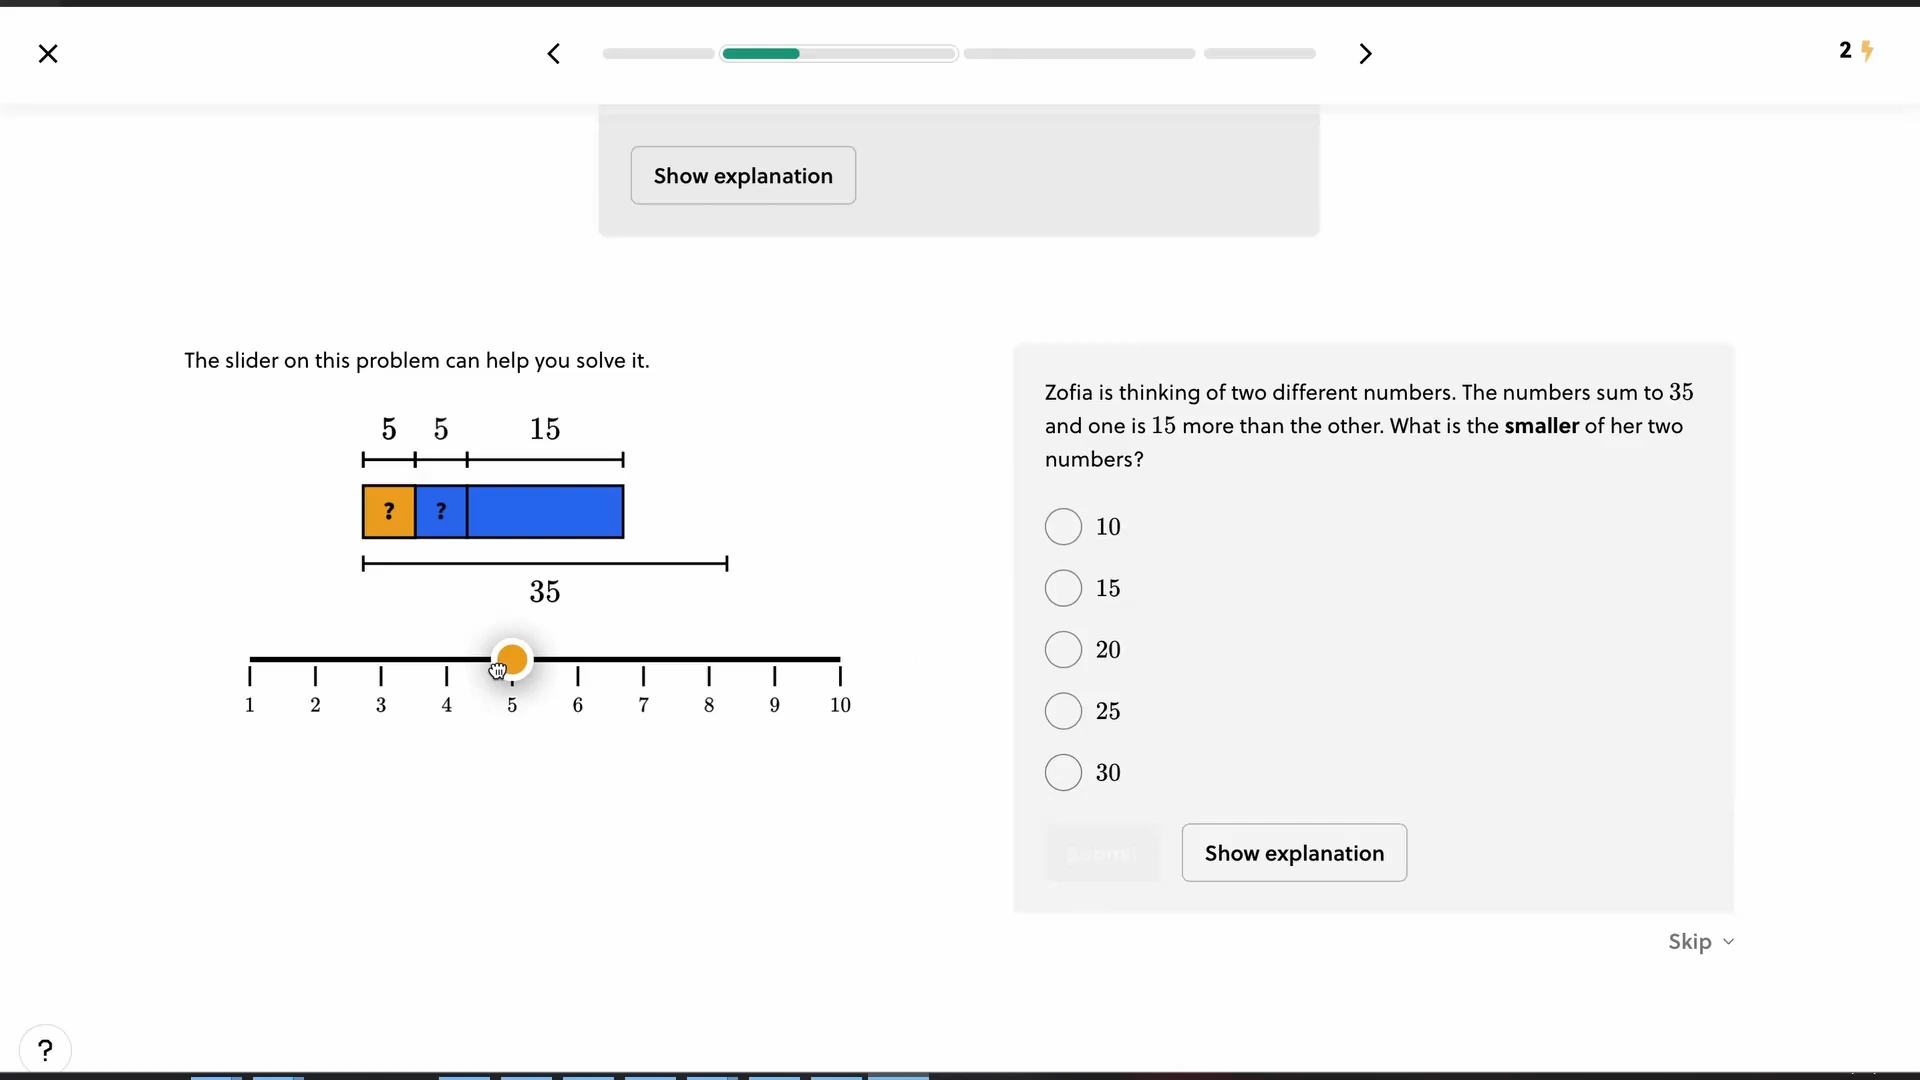 2
Show explanation
The slider on this problem can help you solve it.
5 5 15
? ?
35
1 2 3 4 5 6 7 8 9 10
Zofia is thinking of two different numbers. The numbers sum to 35
and one is 15 more than the other. What is the smaller of her two
numbers?
10
15
20
25
30
Show explanation
Skip
?